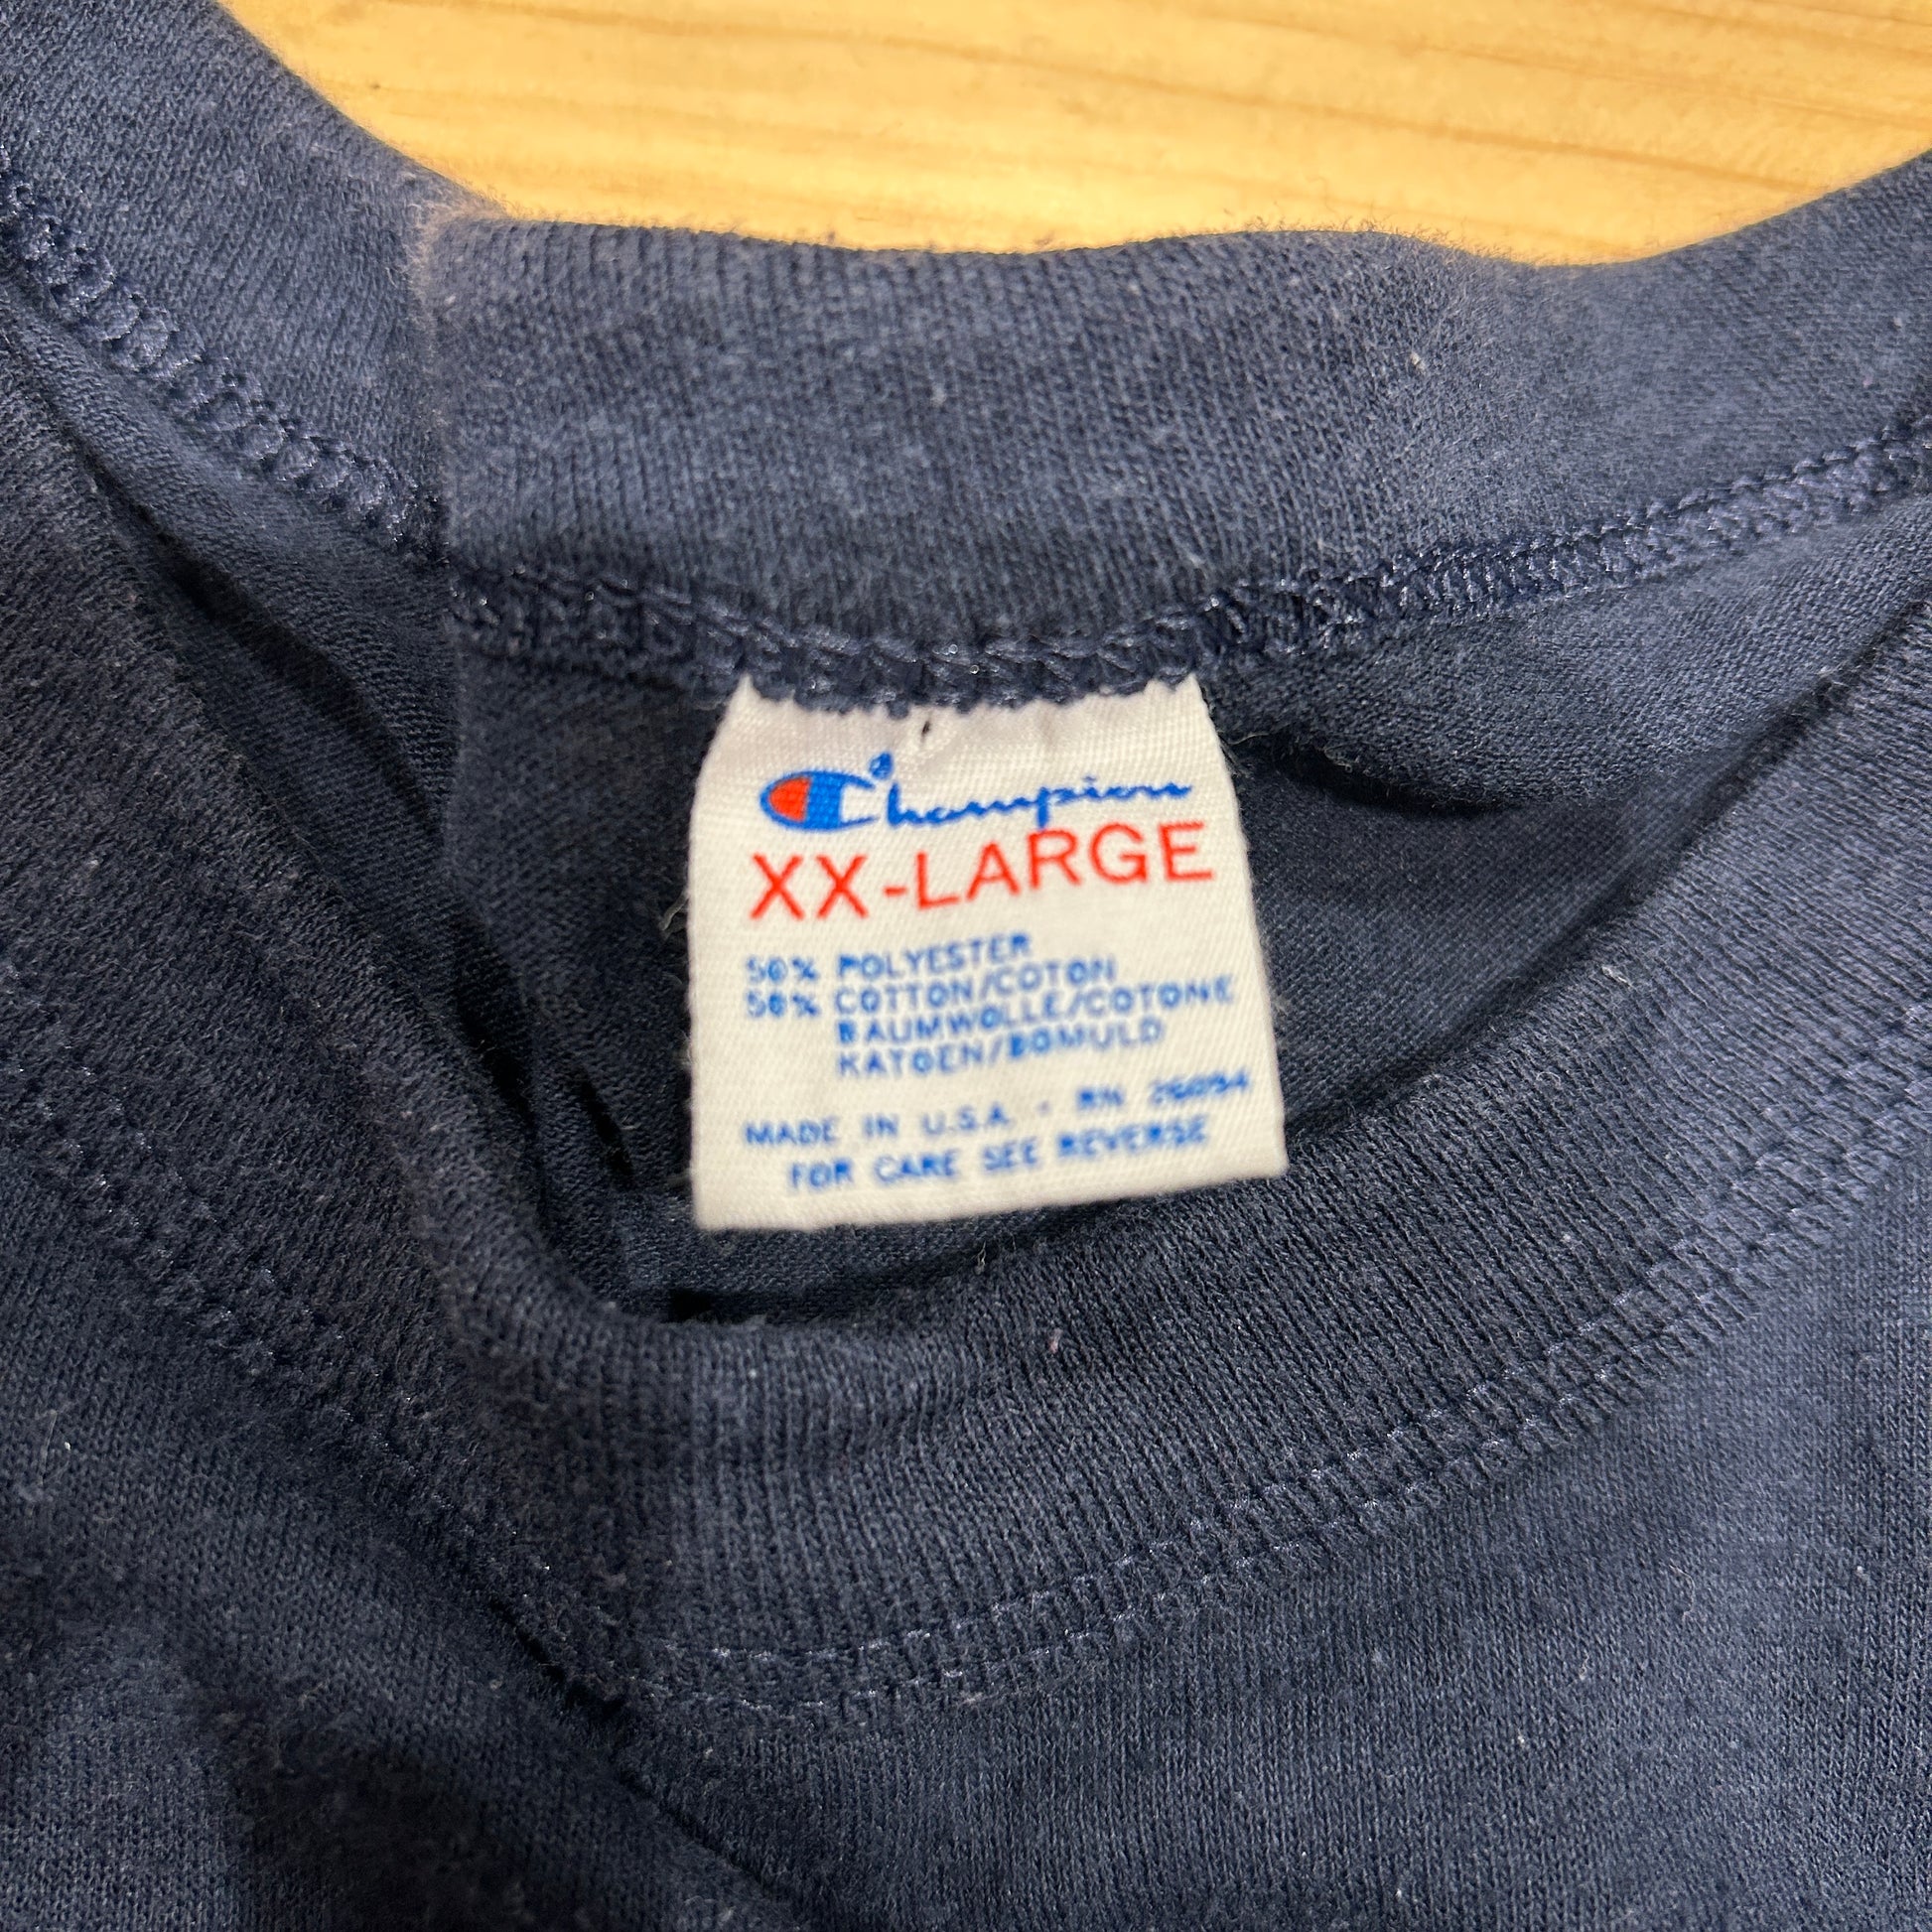 Champion
XX-LARGE
50% POLYESTER
50% COTTON/COTON
BAUMWOLLE/COTONE
KATOEN/BOMULD
MADE IN U.S.A. - RN 26094
FOR CARE SEE REVERSE